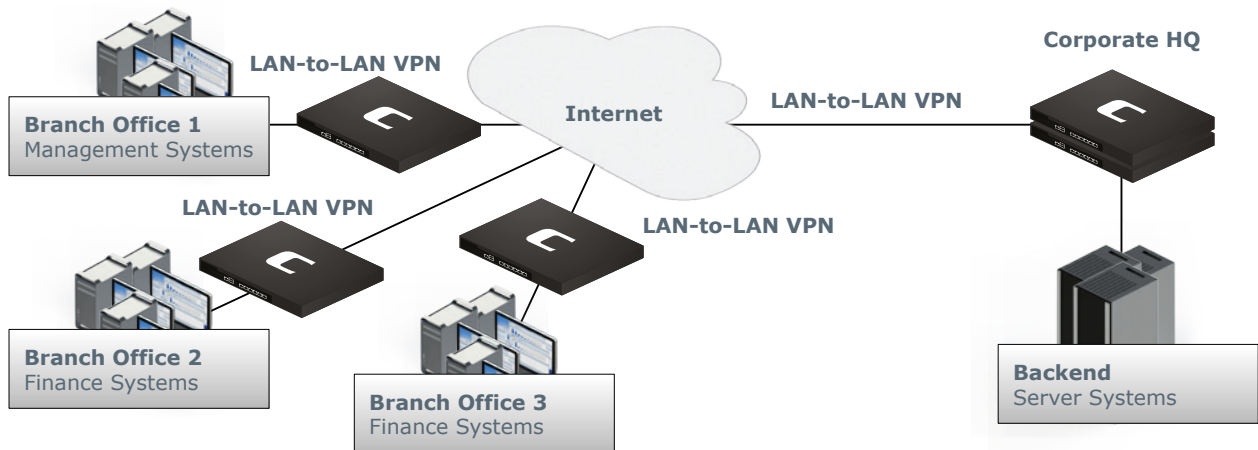 LAN-to-LAN VPN
Branch Office 1
Management Systems
Internet
Corporate HQ
LAN-to-LAN VPN
LAN-to-LAN VPN
Branch Office 2
Finance Systems
LAN-to-LAN VPN
Branch Office 3
Finance Systems
Backend
Server Systems